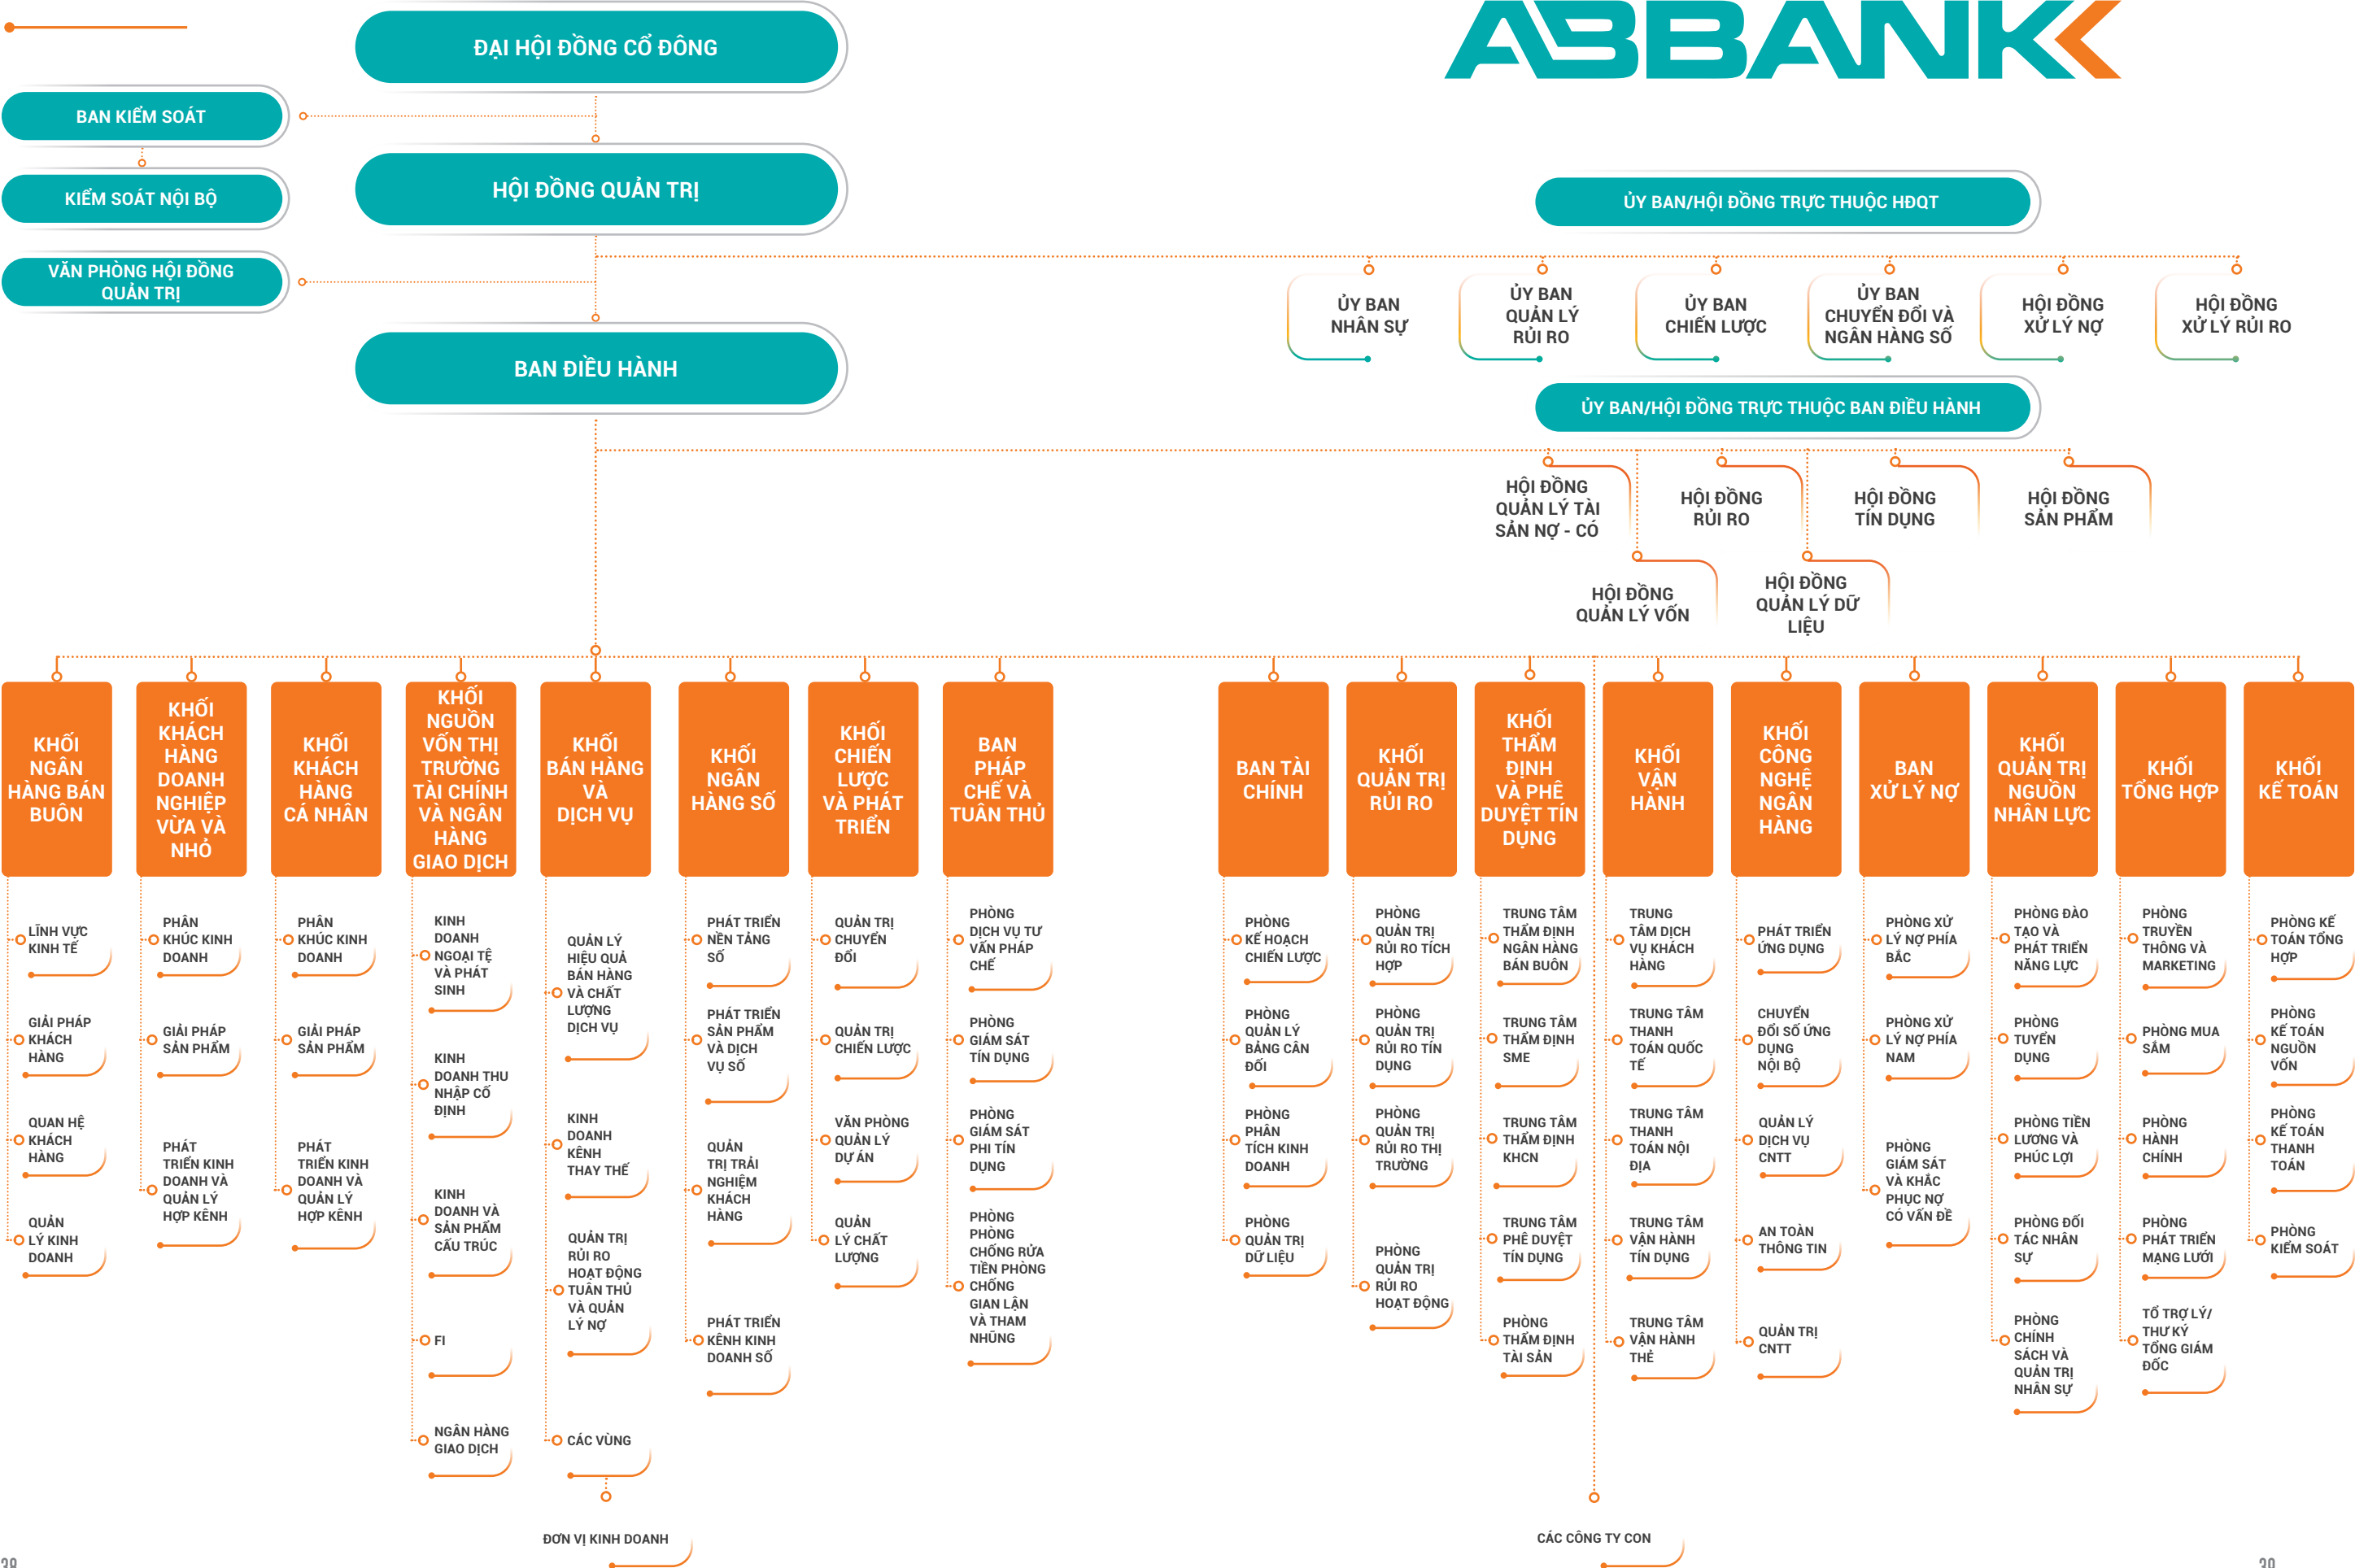 ĐẠI HỘI ĐỒNG CỔ ĐÔNG
ABBANK
BAN KIỂM SOÁT
KIỂM SOÁT NỘI BỘ
HỘI ĐỒNG QUẢN TRỊ
ỦY BAN/HỘI ĐỒNG TRỰC THUỘC HĐQT
VĂN PHÒNG HỘI ĐỒNG
QUẢN TRỊ
ỦY BAN
NHÂN SỰ
ỦY BAN
QUẢN LÝ
RỦI RO
ỦY BAN
CHIẾN LƯỢC
ỦY BAN
CHUYỂN ĐỔI VÀ
NGÂN HÀNG SỐ
HỘI ĐỒNG
XỬ LÝ NỢ
HỘI ĐỒNG
XỬ LÝ RỦI RO
BAN ĐIỀU HÀNH
ỦY BAN/HỘI ĐỒNG TRỰC THUỘC BAN ĐIỀU HÀNH
HỘI ĐỒNG
QUẢN LÝ TÀI
SẢN NỢ - CÓ
HỘI ĐỒNG
RỦI RO
HỘI ĐỒNG
TÍN DỤNG
HỘI ĐỒNG
SẢN PHẨM
HỘI ĐỒNG
QUẢN LÝ VỐN
HỘI ĐỒNG
QUẢN LÝ DỮ
LIỆU
KHỐI
NGÂN
HÀNG BÁN
BUÔN
LĨNH VỰC
KINH TẾ
GIẢI PHÁP
KHÁCH
HÀNG
QUAN HỆ
KHÁCH
HÀNG
QUẢN
LÝ KINH
DOANH
KHỐI
KHÁCH
HÀNG
DOANH
NGHIỆP
VỪA VÀ
NHỎ
PHÂN
KHÚC KINH
DOANH
GIẢI PHÁP
SẢN PHẨM
PHÁT
TRIỂN KINH
DOANH VÀ
QUẢN LÝ
HỢP KÊNH
KHỐI
KHÁCH
HÀNG
CÁ NHÂN
PHÂN
KHÚC KINH
DOANH
GIẢI PHÁP
SẢN PHẨM
PHÁT
TRIỂN KINH
DOANH VÀ
QUẢN LÝ
HỢP KÊNH
KHỐI
NGUỒN
VỐN THỊ
TRƯỜNG
TÀI CHÍNH
VÀ NGÂN
HÀNG
GIAO DỊCH
KINH
DOANH
NGOẠI TỆ
VÀ PHÁT
SINH
KINH
DOANH THU
NHẬP CỐ
ĐỊNH
KINH
DOANH VÀ
SẢN PHẨM
CẤU TRÚC
FI
NGÂN HÀNG
GIAO DỊCH
KHỐI
BÁN HÀNG
VÀ
DỊCH VỤ
QUẢN LÝ
HIỆU QUẢ
BÁN HÀNG
VÀ CHẤT
LƯỢNG
DỊCH VỤ
KINH
DOANH
KÊNH
THAY THẾ
QUẢN TRỊ
RỦI RO
HOẠT ĐỘNG
TUÂN THỦ
VÀ QUẢN
LÝ NỢ
CÁC VÙNG
ĐƠN VỊ KINH DOANH
KHỐI
NGÂN
HÀNG SỐ
PHÁT TRIỂN
NỀN TẢNG
SỐ
PHÁT TRIỂN
SẢN PHẨM
VÀ DỊCH
VỤ SỐ
QUẢN
TRỊ TRẢI
NGHIỆM
KHÁCH
HÀNG
PHÁT TRIỂN
KÊNH KINH
DOANH SỐ
KHỐI
CHIẾN
LƯỢC
VÀ PHÁT
TRIỂN
QUẢN TRỊ
CHUYỂN
ĐỔI
QUẢN TRỊ
CHIẾN LƯỢC
VĂN PHÒNG
QUẢN LÝ
DỰ ÁN
QUẢN
LÝ CHẤT
LƯỢNG
BAN
PHÁP
CHẾ VÀ
TUÂN THỦ
PHÒNG
DỊCH VỤ TƯ
VẤN PHÁP
CHẾ
PHÒNG
GIÁM SÁT
TÍN DỤNG
PHÒNG
GIÁM SÁT
PHI TÍN
DỤNG
PHÒNG
PHÒNG
CHỐNG RỬA
TIỀN PHÒNG
CHỐNG
GIAN LẬN
VÀ THAM
NHŨNG
BAN TÀI
CHÍNH
PHÒNG
KẾ HOẠCH
CHIẾN LƯỢC
PHÒNG
QUẢN LÝ
BẢNG CÂN
ĐỐI
PHÒNG
PHÂN
TÍCH KINH
DOANH
PHÒNG
QUẢN TRỊ
DỮ LIỆU
KHỐI
QUẢN TRỊ
RỦI RO
PHÒNG
QUẢN TRỊ
RỦI RO TÍCH
HỢP
PHÒNG
QUẢN TRỊ
RỦI RO TÍN
DỤNG
PHÒNG
QUẢN TRỊ
RỦI RO THỊ
TRƯỜNG
PHÒNG
QUẢN TRỊ
RỦI RO
HOẠT ĐỘNG
KHỐI
THẨM
ĐỊNH
VÀ PHÊ
DUYỆT TÍN
DỤNG
TRUNG TÂM
THẨM ĐỊNH
NGÂN HÀNG
BÁN BUÔN
TRUNG TÂM
THẨM ĐỊNH
SME
TRUNG TÂM
THẨM ĐỊNH
KHCN
TRUNG TÂM
PHÊ DUYỆT
TÍN DỤNG
PHÒNG
THẨM ĐỊNH
TÀI SẢN
CÁC CÔNG TY CON
KHỐI
VẬN
HÀNH
TRUNG
TÂM DỊCH
VỤ KHÁCH
HÀNG
TRUNG TÂM
THANH
TOÁN QUỐC
TẾ
TRUNG TÂM
THANH
TOÁN NỘI
ĐỊA
TRUNG TÂM
VẬN HÀNH
TÍN DỤNG
TRUNG TÂM
VẬN HÀNH
THẺ
KHỐI
CÔNG
NGHỆ
NGÂN
HÀNG
PHÁT TRIỂN
ỨNG DỤNG
CHUYỂN
ĐỔI SỐ ỨNG
DỤNG
NỘI BỘ
QUẢN LÝ
DỊCH VỤ
CNTT
AN TOÀN
THÔNG TIN
QUẢN TRỊ
CNTT
BAN
XỬ LÝ NỢ
PHÒNG XỬ
LÝ NỢ PHÍA
BẮC
PHÒNG XỬ
LÝ NỢ PHÍA
NAM
PHÒNG
GIÁM SÁT
VÀ KHẮC
PHỤC NỢ
CÓ VẤN ĐỀ
KHỐI
QUẢN TRỊ
NGUỒN
NHÂN LỰC
PHÒNG ĐÀO
TẠO VÀ
PHÁT TRIỂN
NĂNG LỰC
PHÒNG
TUYỂN
DỤNG
PHÒNG TIỀN
LƯƠNG VÀ
PHÚC LỢI
PHÒNG ĐỐI
TÁC NHÂN
SỰ
PHÒNG
CHÍNH
SÁCH VÀ
QUẢN TRỊ
NHÂN SỰ
KHỐI
TỔNG HỢP
PHÒNG
TRUYỀN
THÔNG VÀ
MARKETING
PHÒNG MUA
SẮM
PHÒNG
HÀNH
CHÍNH
PHÒNG
PHÁT TRIỂN
MẠNG LƯỚI
TỔ TRỢ LÝ/
THƯ KÝ
TỔNG GIÁM
ĐỐC
KHỐI
KẾ TOÁN
PHÒNG KẾ
TOÁN TỔNG
HỢP
PHÒNG
KẾ TOÁN
NGUỒN
VỐN
PHÒNG
KẾ TOÁN
THANH
TOÁN
PHÒNG
KIỂM SOÁT